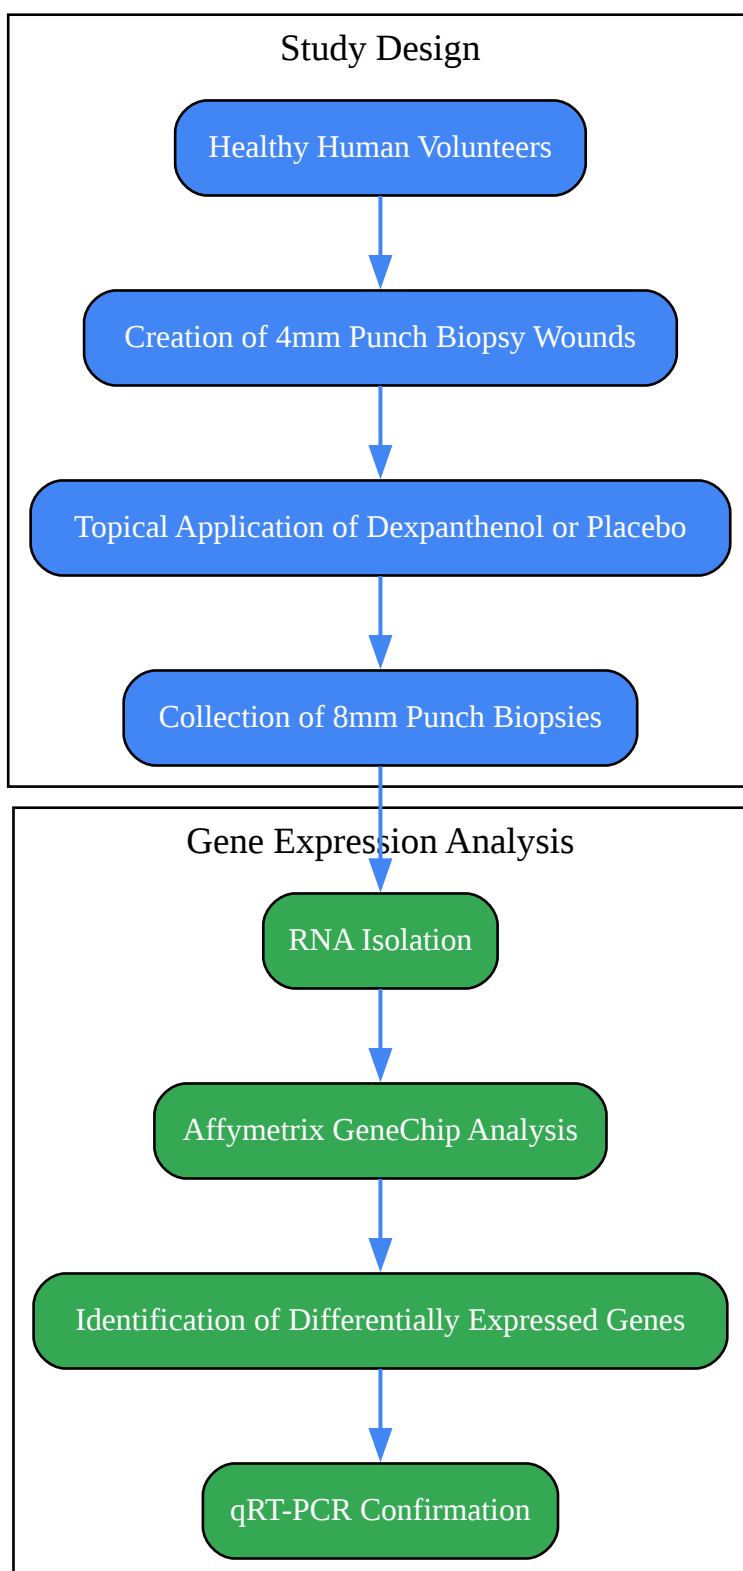 Study Design
Healthy Human Volunteers
Creation of 4mm Punch Biopsy Wounds
Topical Application of Dexpanthenol or Placebo
Collection of 8mm Punch Biopsies
Gene Expression Analysis
RNA Isolation
Affymetrix GeneChip Analysis
Identification of Differentially Expressed Genes
qRT-PCR Confirmation